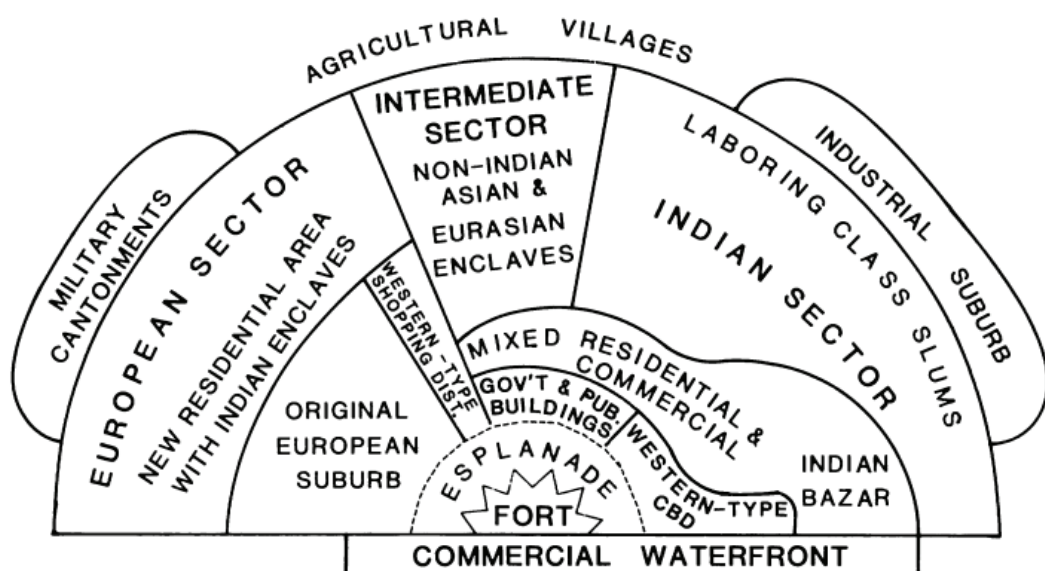 AGRICULTURAL VILLAGES
MILITARY
CANTONMENTS
EUROPEAN SECTOR
NEW RESIDENTIAL AREA
WITH INDIAN ENCLAVES
INTERMEDIATE
SECTOR
NON-INDIAN
ASIAN &
EURASIAN
ENCLAVES
INDUSTRIAL SUBURB
LABORING CLASS SLUMS
INDIAN SECTOR
ORIGINAL
EUROPEAN
SUBURB
WESTERN-TYPE
SHOPPING DIST.
MIXED RESIDENTIAL &
COMMERCIAL
GOV'T & PUB.
BUILDINGS
WESTERN-TYPE
CBD
INDIAN
BAZAR
ESPLANADE
FORT
COMMERCIAL WATERFRONT